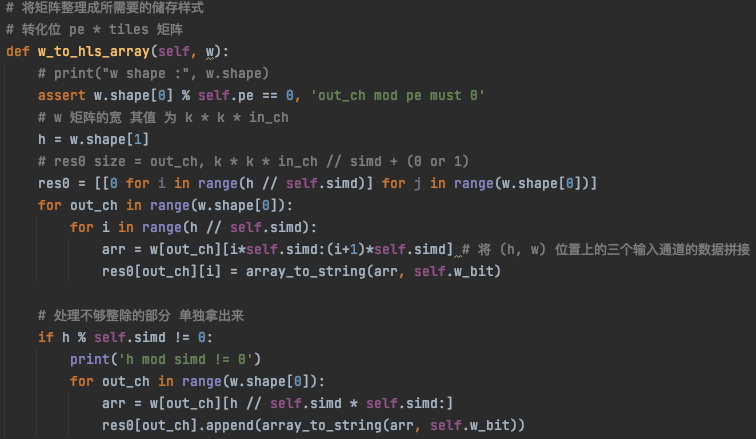 # 将矩阵整理成所需要的储存样式
# 转化位 pe * tiles 矩阵
def w_to_hls_array(self, w):
    # print("w shape :", w.shape)
    assert w.shape[0] % self.pe == 0, 'out_ch mod pe must 0'
    # w 矩阵的宽 其值 为 k * k * in_ch
    h = w.shape[1]
    # res0 size = out_ch, k * k * in_ch // simd + (0 or 1)
    res0 = [[0 for i in range(h // self.simd)] for j in range(w.shape[0])]
    for out_ch in range(w.shape[0]):
        for i in range(h // self.simd):
            arr = w[out_ch][i*self.simd:(i+1)*self.simd] # 将 (h, w) 位置上的三个输入通道的数据拼接
            res0[out_ch][i] = array_to_string(arr, self.w_bit)

    # 处理不够整除的部分 单独拿出来
    if h % self.simd != 0:
        print('h mod simd != 0')
        for out_ch in range(w.shape[0]):
            arr = w[out_ch][h // self.simd * self.simd:]
            res0[out_ch].append(array_to_string(arr, self.w_bit))